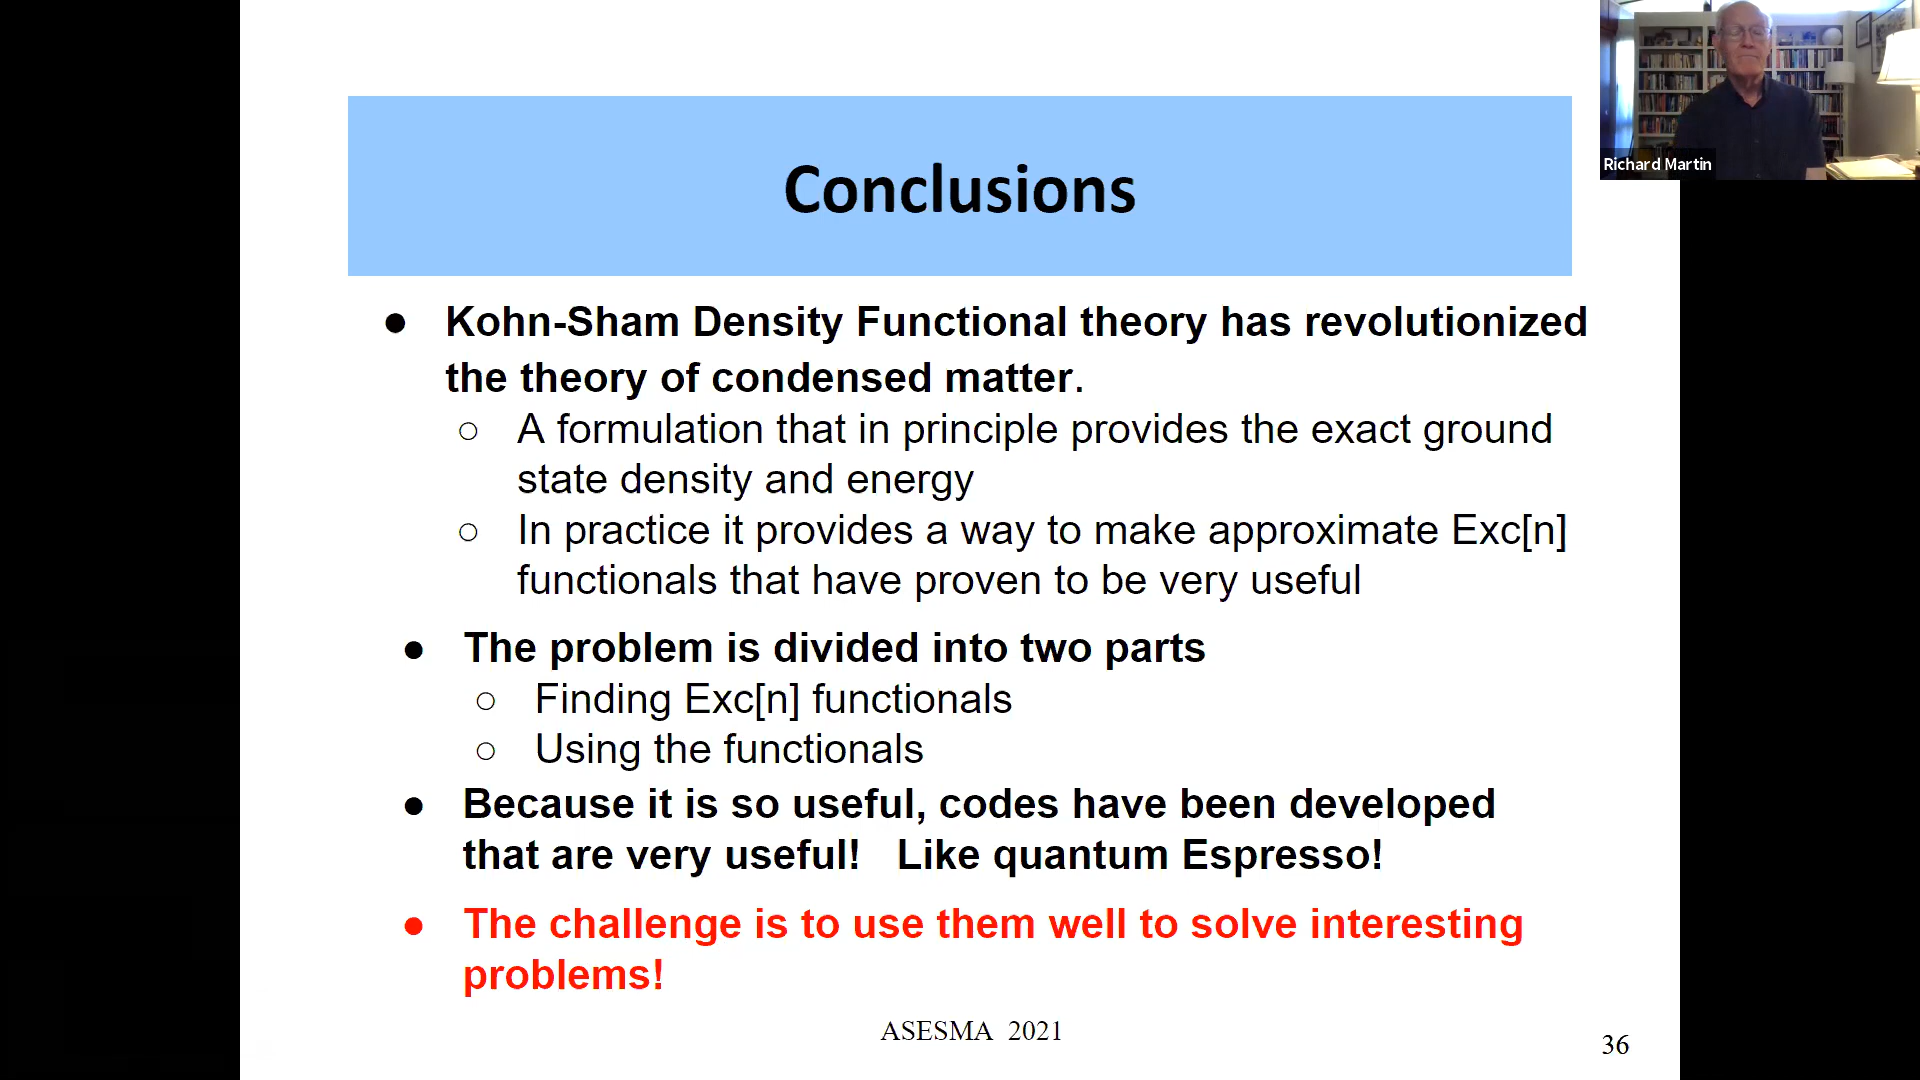 Conclusions
Richard Martin
● Kohn-Sham Density Functional theory has revolutionized
the theory of condensed matter.
○ A formulation that in principle provides the exact ground
state density and energy
○ In practice it provides a way to make approximate Exc[n]
functionals that have proven to be very useful
● The problem is divided into two parts
○ Finding Exc[n] functionals
○ Using the functionals
● Because it is so useful, codes have been developed
that are very useful! Like quantum Espresso!
● The challenge is to use them well to solve interesting
problems!
ASESMA 2021
36